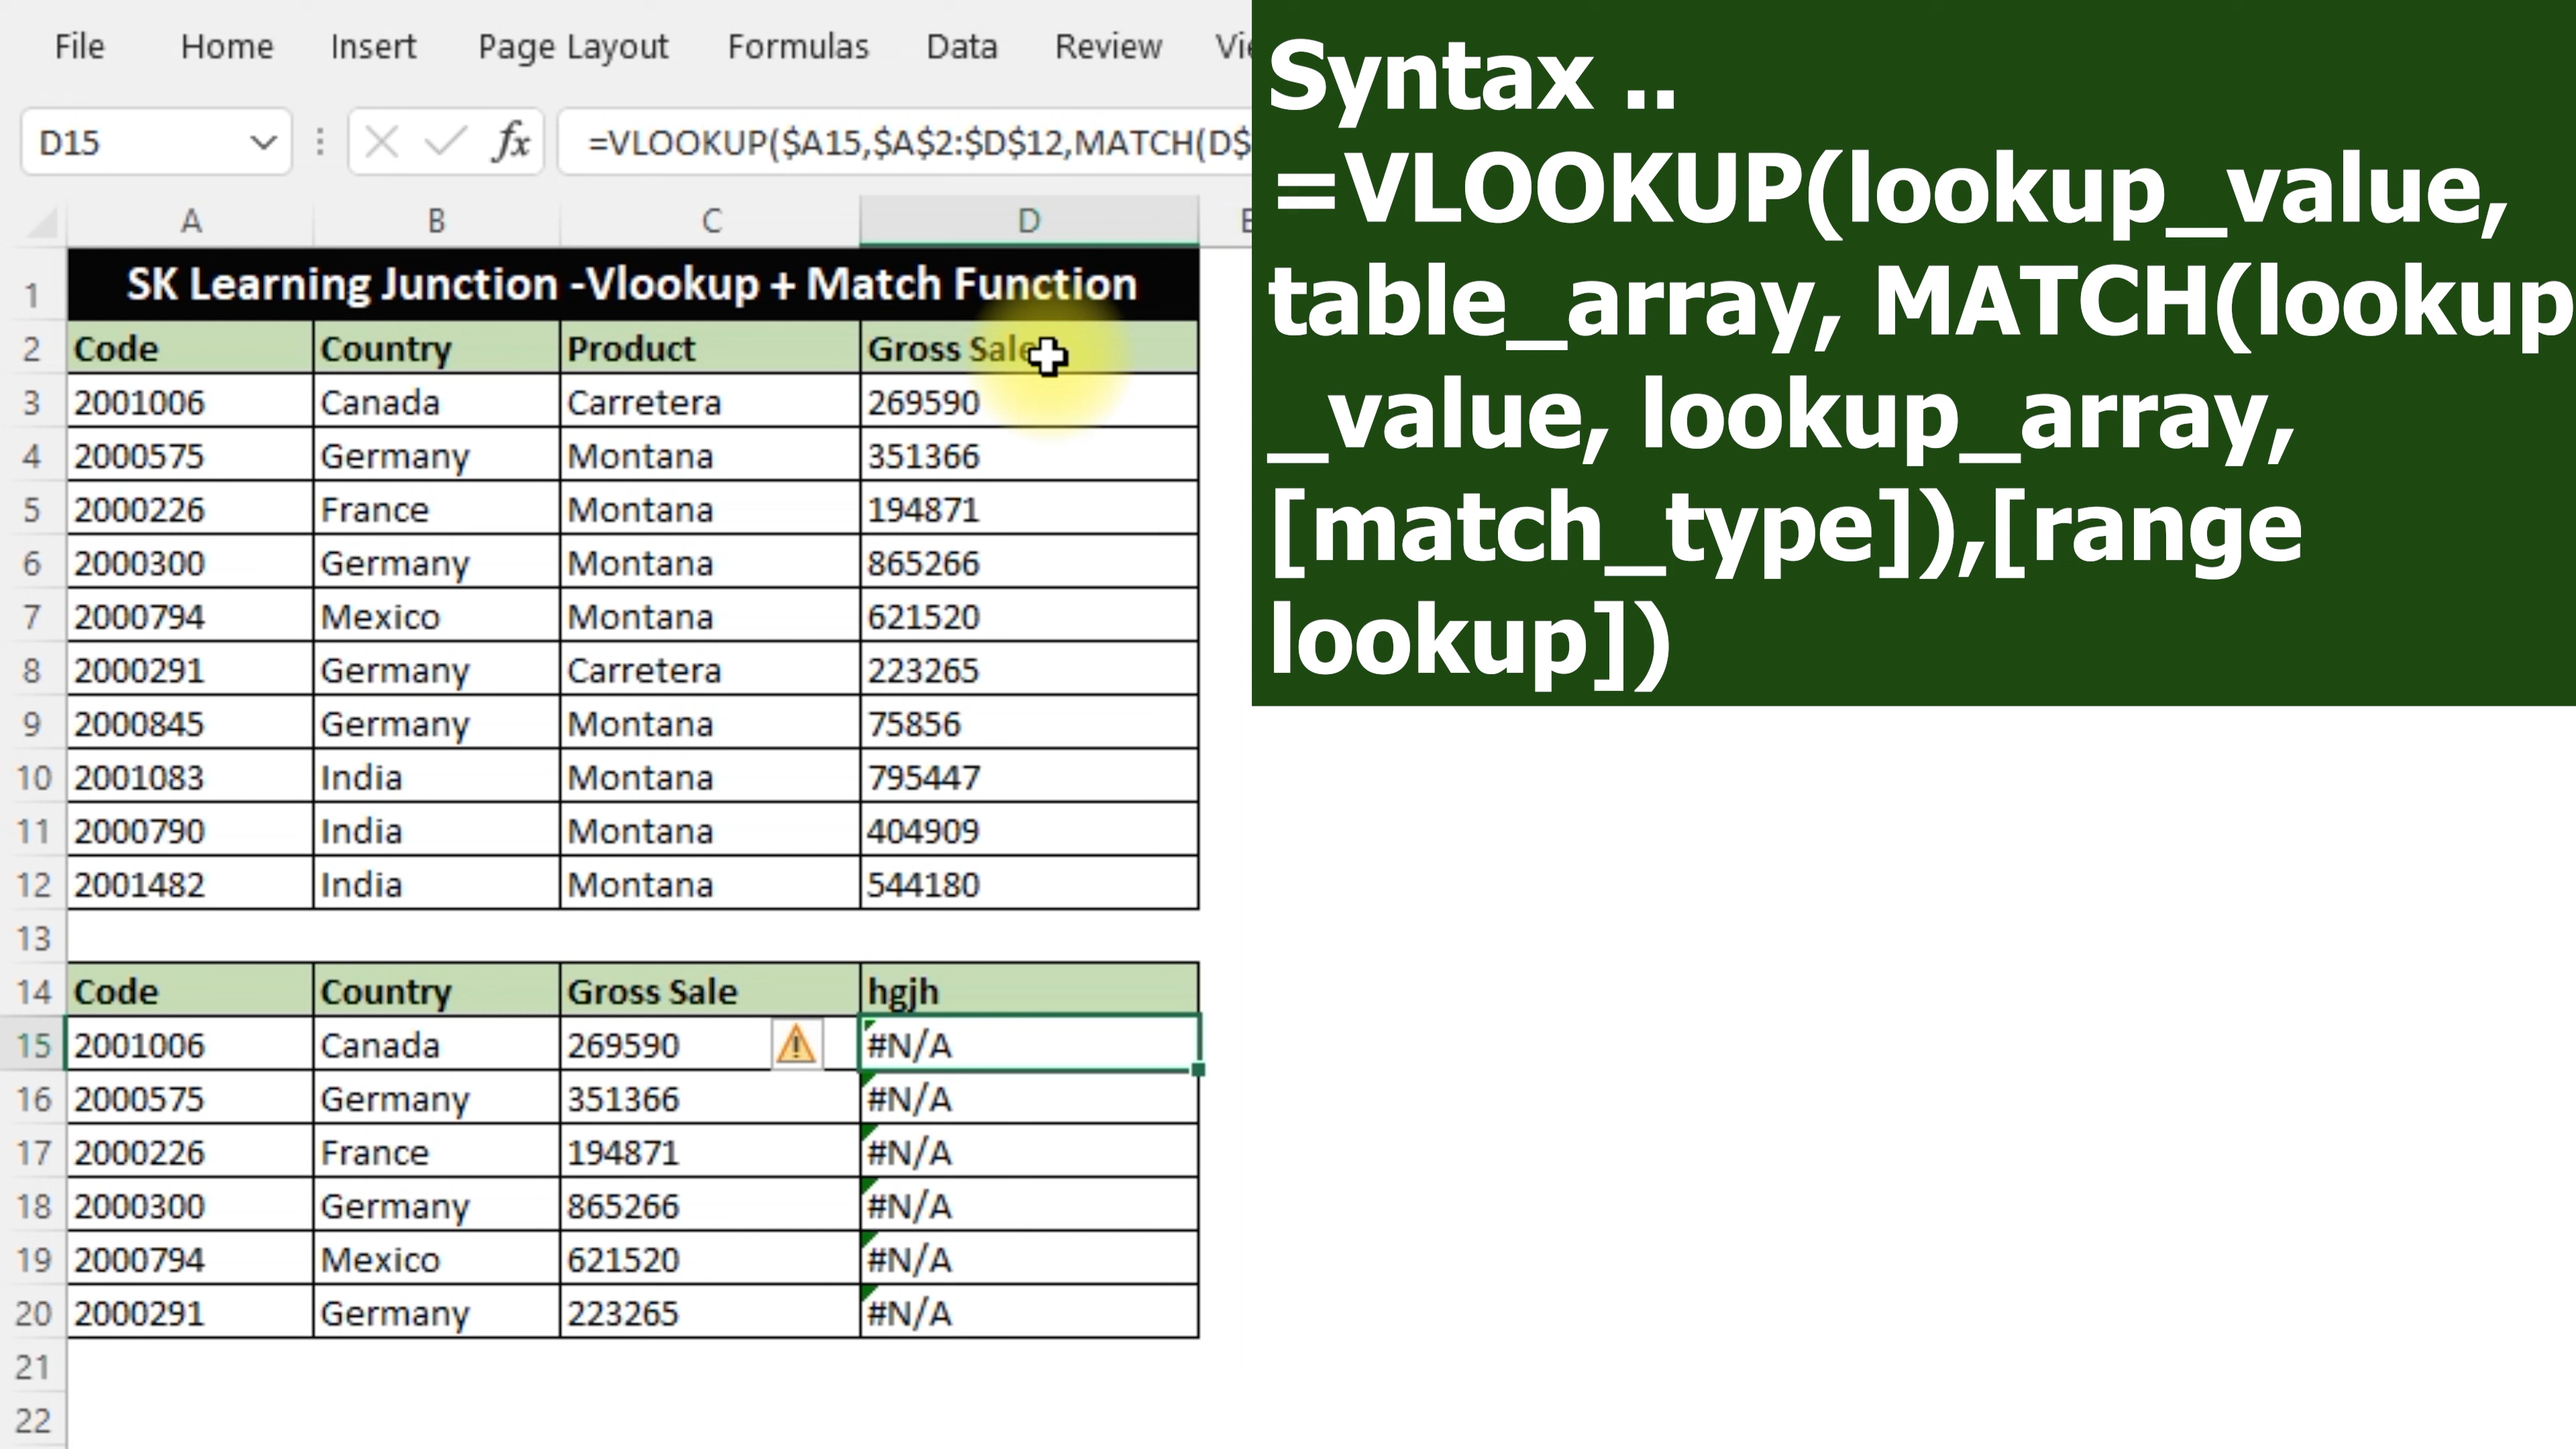 File Home Insert Page Layout Formulas Data Review
D15 fx =VLOOKUP($A15,$A$2:$D$12,MATCH(D$
A B C D
1 SK Learning Junction -Vlookup + Match Function
2 Code Country Product Gross Sale
3 2001006 Canada Carretera 269590
4 2000575 Germany Montana 351366
5 2000226 France Montana 194871
6 2000300 Germany Montana 865266
7 2000794 Mexico Montana 621520
8 2000291 Germany Carretera 223265
9 2000845 Germany Montana 75856
10 2001083 India Montana 795447
11 2000790 India Montana 404909
12 2001482 India Montana 544180
13
14 Code Country Gross Sale hgjh
15 2001006 Canada 269590 #N/A
16 2000575 Germany 351366 #N/A
17 2000226 France 194871 #N/A
18 2000300 Germany 865266 #N/A
19 2000794 Mexico 621520 #N/A
20 2000291 Germany 223265 #N/A
21
22
Syntax ..
=VLOOKUP(lookup_value,
table_array, MATCH(lookup
_value, lookup_array,
[match_type]),[range
lookup])